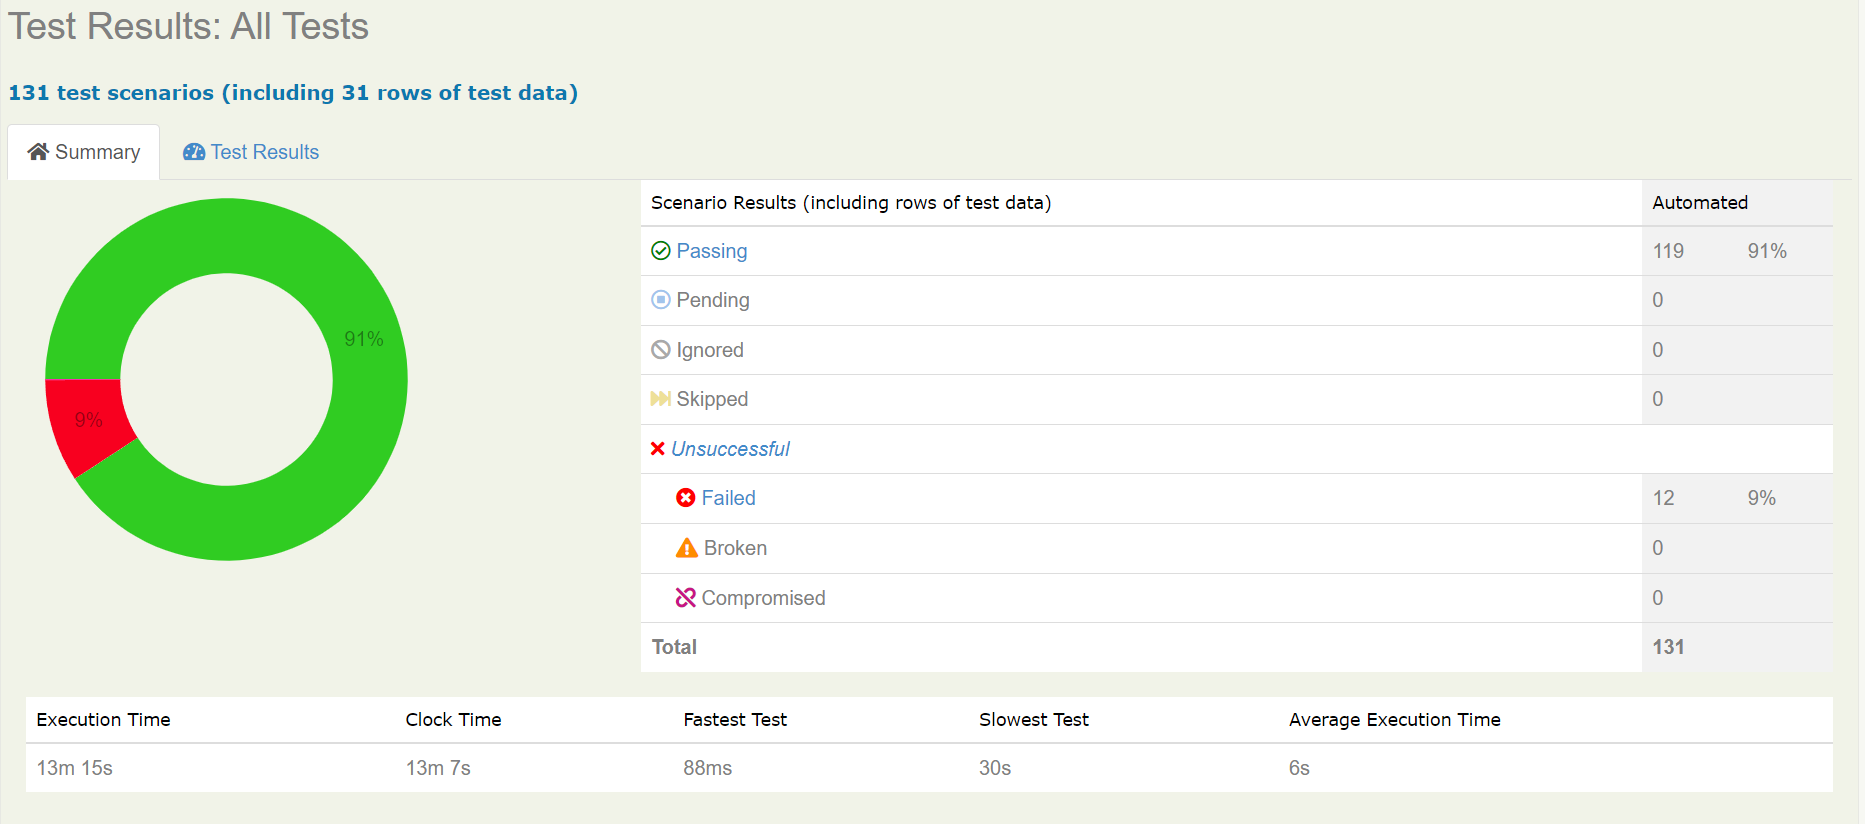 Test Results: All Tests
131 test scenarios (including 31 rows of test data)
Summary Test Results
91%
9%
Scenario Results (including rows of test data) Automated
Passing 119 91%
Pending 0
Ignored 0
Skipped 0
Unsuccessful
Failed 12 9%
Broken 0
Compromised 0
Total 131
Execution Time Clock Time Fastest Test Slowest Test Average Execution Time
13m 15s 13m 7s 88ms 30s 6s